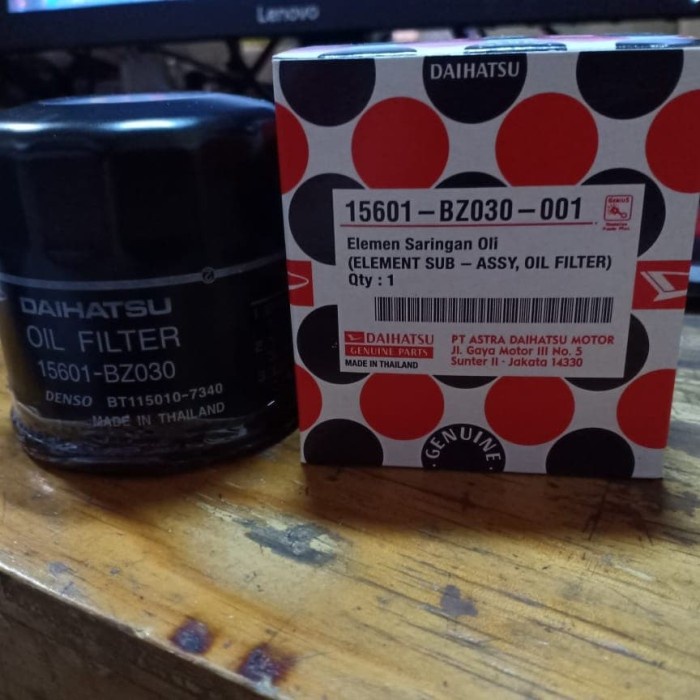 Lenovo
DAIHATSU
15601-BZ030-001
Elemen Saringan Oli
(ELEMENT SUB - ASSY, OIL FILTER)
Qty : 1
DAIHATSU
GENUINE PARTS
MADE IN THAILAND
PT ASTRA DAIHATSU MOTOR
Jl. Gaya Motor III No. 5
Sunter II - Jakata 14330
GENUINE
DAIHATSU
OIL FILTER
15601-BZ030
DENSO BT115010-7340
MADE IN THAILAND